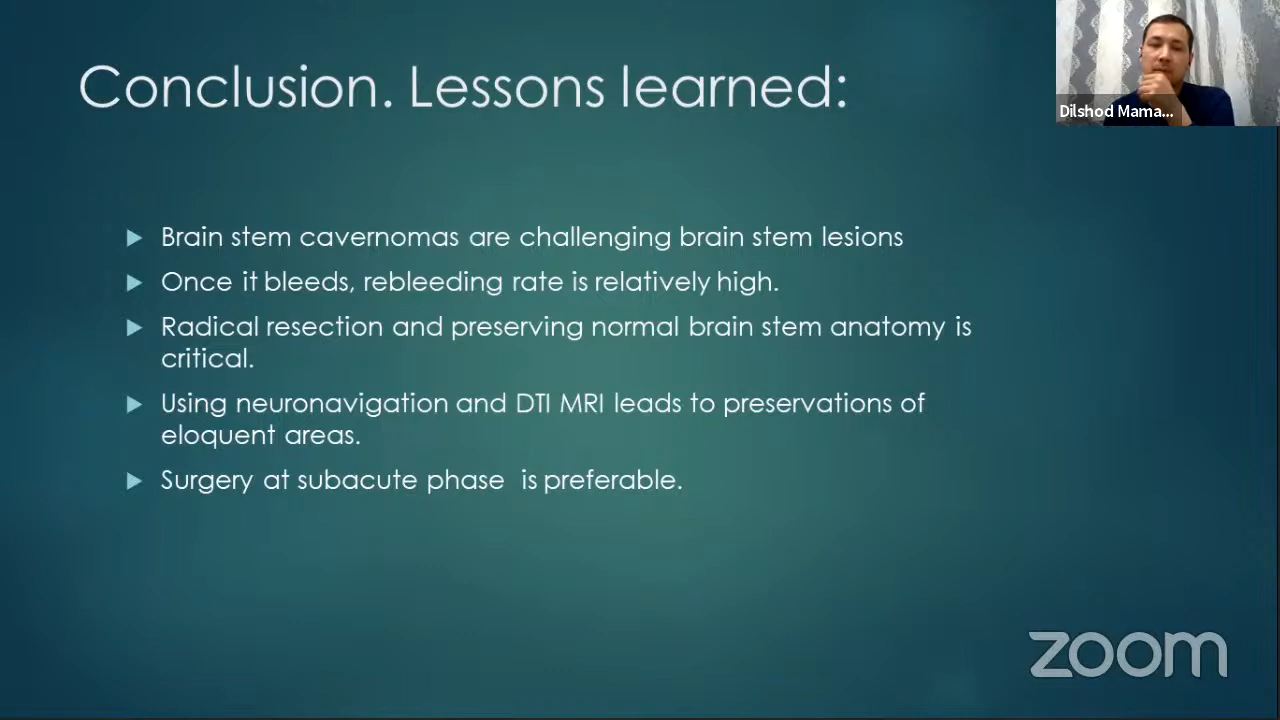 Conclusion. Lessons learned:
Dilshod Mama...
Brain stem cavernomas are challenging brain stem lesions
Once it bleeds, rebleeding rate is relatively high.
Radical resection and preserving normal brain stem anatomy is
critical.
Using neuronavigation and DTI MRI leads to preservations of
eloquent areas.
Surgery at subacute phase  is preferable.
zoom